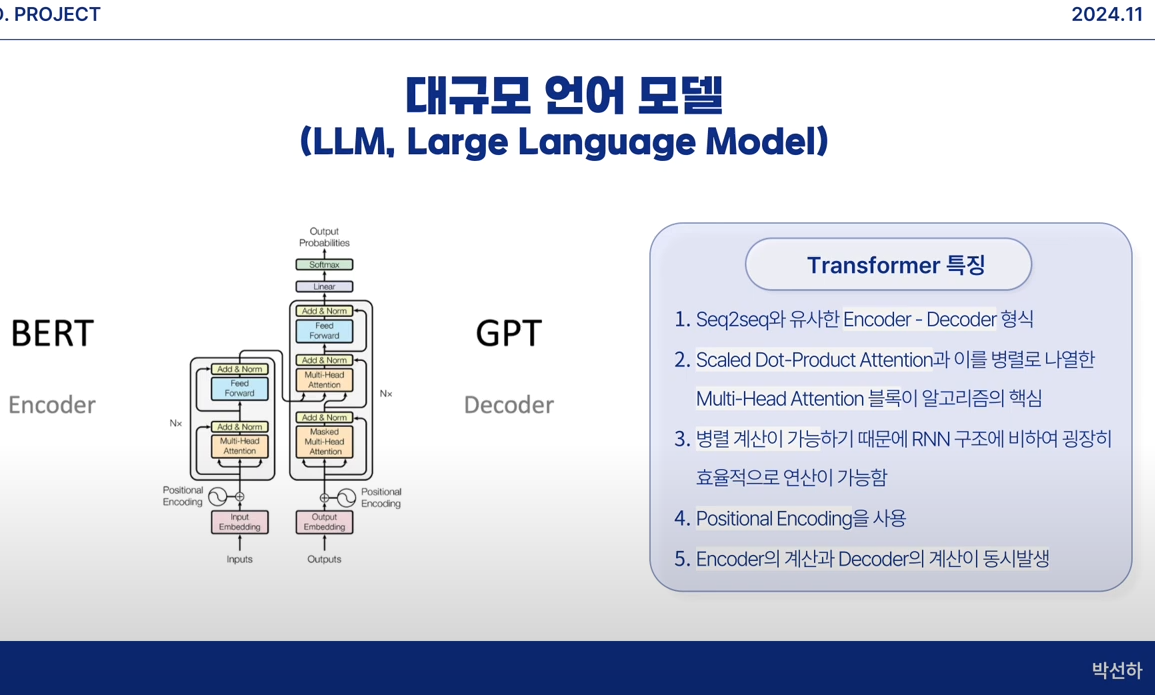 . PROJECT
2024.11
대규모 언어 모델
(LLM, Large Language Model)
BERT
Encoder
Output
Probabilities
Softmax
Linear
Add & Norm
Feed
Forward
Add & Norm
Multi-Head
Attention
Add & Norm
Masked
Multi-Head
Attention
Nx
Add & Norm
Feed
Forward
Add & Norm
Multi-Head
Attention
Nx
Positional
Encoding
Positional
Encoding
Input
Embedding
Output
Embedding
Inputs
Outputs
GPT
Decoder
Transformer 특징
1. Seq2seq와 유사한 Encoder - Decoder 형식
2. Scaled Dot-Product Attention과 이를 병렬로 나열한
Multi-Head Attention 블록이 알고리즘의 핵심
3. 병렬 계산이 가능하기 때문에 RNN 구조에 비하여 굉장히
효율적으로 연산이 가능함
4. Positional Encoding을 사용
5. Encoder의 계산과 Decoder의 계산이 동시발생
박선하